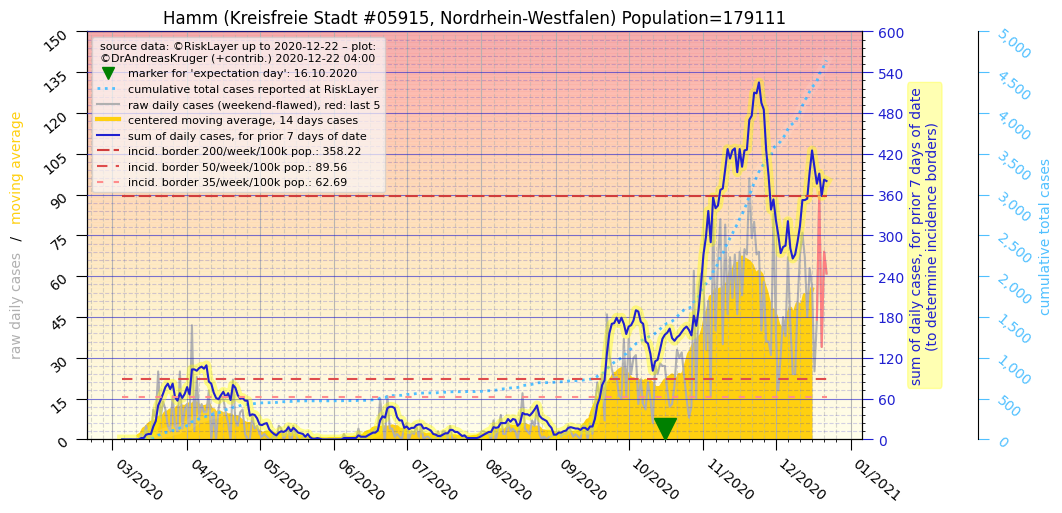 Hamm (Kreisfreie Stadt #05915, Nordrhein-Westfalen) Population=179111
source data: ©RiskLayer up to 2020-12-22 – plot:
©DrAndreasKruger (+contrib.) 2020-12-22 04:00
marker for 'expectation day': 16.10.2020
cumulative total cases reported at RiskLayer
raw daily cases (weekend-flawed), red: last 5
centered moving average, 14 days cases
sum of daily cases, for prior 7 days of date
incid. border 200/week/100k pop.: 358.22
incid. border 50/week/100k pop.: 89.56
incid. border 35/week/100k pop.: 62.69
raw daily cases / moving average
150
135
120
105
90
75
60
45
30
15
0
600
540
480
420
360
300
240
180
120
60
0
sum of daily cases, for prior 7 days of date
(to determine incidence borders)
5,000
4,500
4,000
3,500
3,000
2,500
2,000
1,500
1,000
500
0
cumulative total cases
03/2020
04/2020
05/2020
06/2020
07/2020
08/2020
09/2020
10/2020
11/2020
12/2020
01/2021